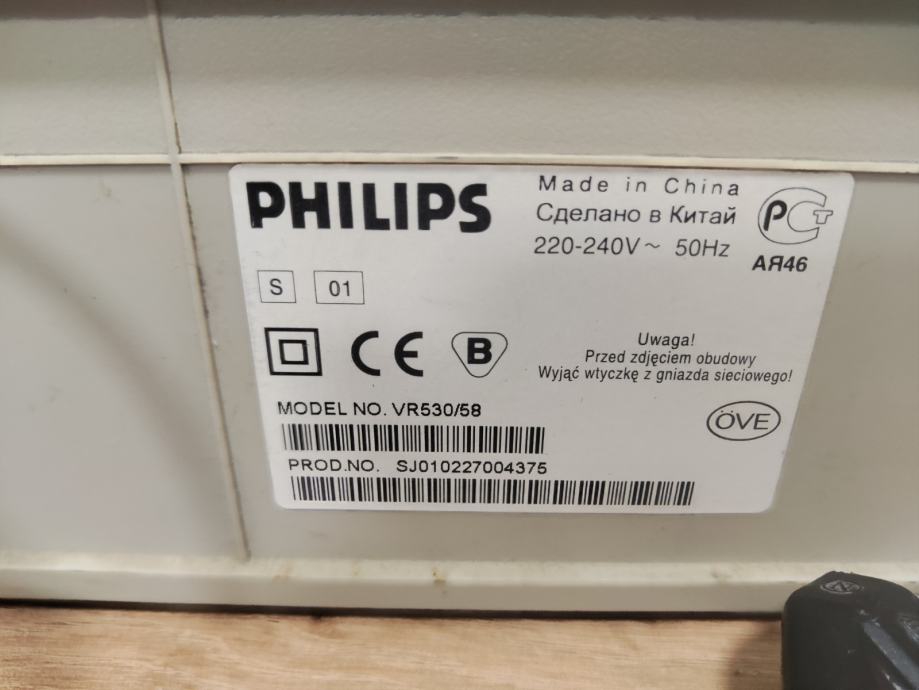 PHILIPS
Made in China
Сделано в Китай
220-240V~ 50Hz
РСТ
АЯ46
S 01
CE B
Uwaga!
Przed zdjęciem obudowy
Wyjąć wtyczkę z gniazda sieciowego!
MODEL NO. VR530/58
ÖVE
PROD.NO. SJ010227004375